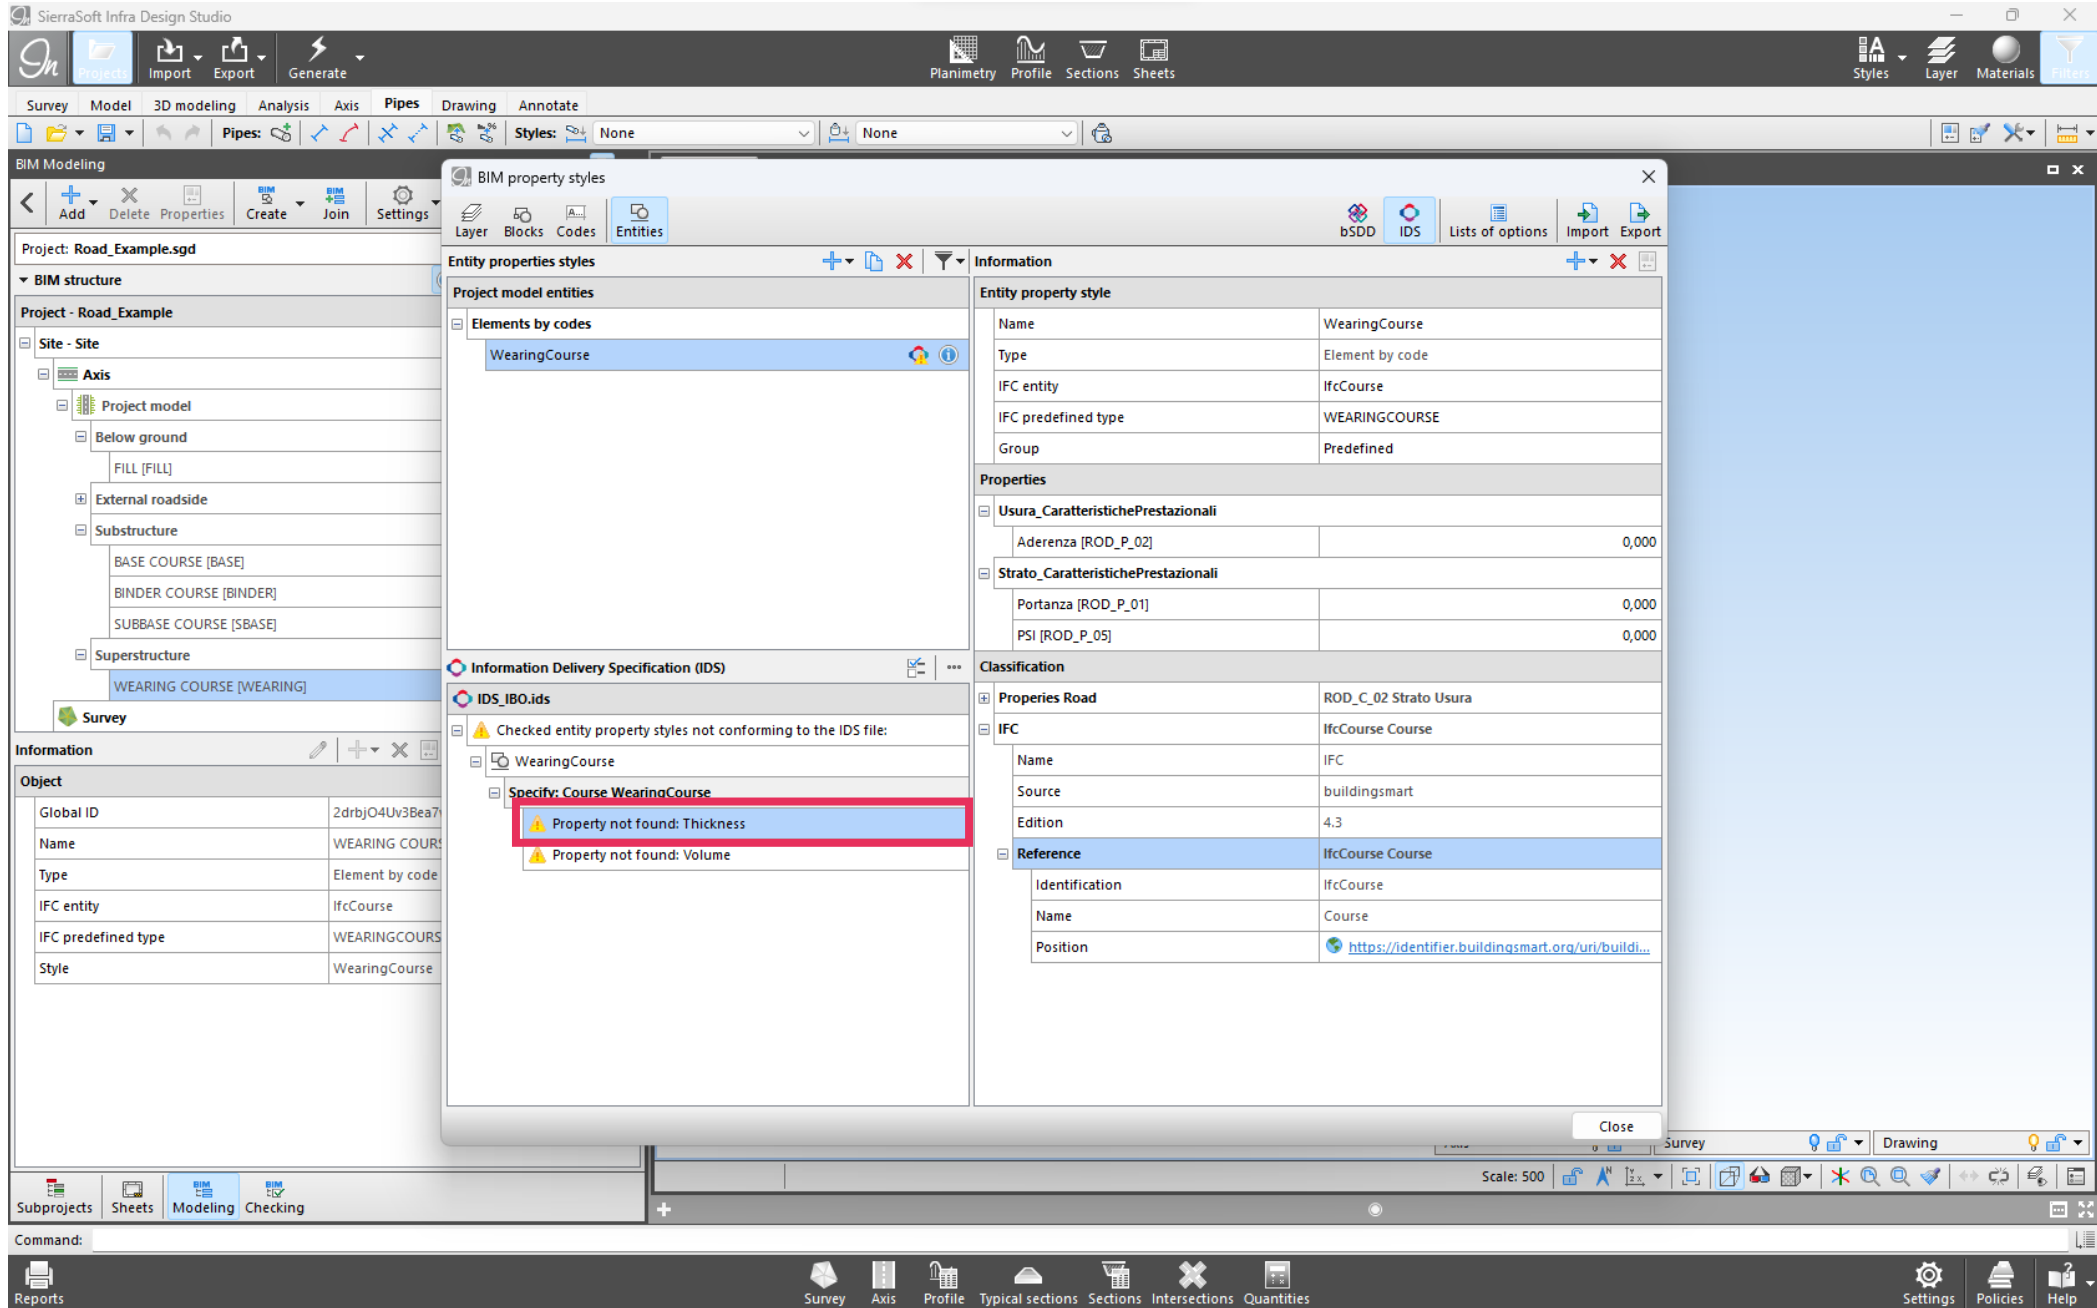 SierraSoft Infra Design Studio
Projects
Import
Export
Generate
Planimetry
Profile
Sections
Sheets
Styles
Layer
Materials
Filters
Survey
Model
3D modeling
Analysis
Axis
Pipes
Drawing
Annotate
Pipes:
Styles:
None
None
BIM Modeling
Add
Delete
Properties
BIM
Create
BIM
Join
Settings
Project: Road_Example.sgd
BIM structure
Project - Road_Example
Site - Site
Axis
Project model
Below ground
FILL [FILL]
External roadside
Substructure
BASE COURSE [BASE]
BINDER COURSE [BINDER]
SUBBASE COURSE [SBASE]
Superstructure
WEARING COURSE [WEARING]
Survey
Information
Object
Global ID 2drbjO4Uv3Bea7
Name WEARING COURS
Type Element by code
IFC entity IfcCourse
IFC predefined type WEARINGCOURS
Style WearingCourse
Subprojects
Sheets
BIM
Modeling
BIM
Checking
BIM property styles
Layer
Blocks
Codes
Entities
bSDD
IDS
Lists of options
Import
Export
Entity properties styles
Project model entities
Elements by codes
WearingCourse
Information Delivery Specification (IDS)
IDS_IBO.ids
Checked entity property styles not conforming to the IDS file:
WearingCourse
Specify: Course WearingCourse
Property not found: Thickness
Property not found: Volume
Information
Entity property style
Name WearingCourse
Type Element by code
IFC entity IfcCourse
IFC predefined type WEARINGCOURSE
Group Predefined
Properties
Usura_CaratteristichePrestazionali
Aderenza [ROD_P_02] 0,000
Strato_CaratteristichePrestazionali
Portanza [ROD_P_01] 0,000
PSI [ROD_P_05] 0,000
Classification
Properies Road ROD_C_02 Strato Usura
IFC IfcCourse Course
Name IFC
Source buildingsmart
Edition 4.3
Reference IfcCourse Course
Identification IfcCourse
Name Course
Position https://identifier.buildingsmart.org/uri/buildi...
Close
Survey
Drawing
Scale: 500
Command:
Reports
Survey
Axis
Profile
Typical sections
Sections
Intersections
Quantities
Settings
Policies
Help